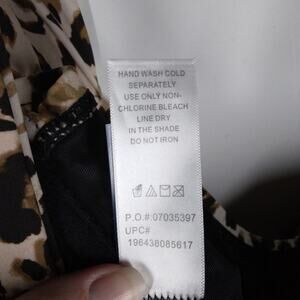 HAND WASH COLD
SEPARATELY
USE ONLY NON-
CHLORINE BLEACH
LINE DRY
IN THE SHADE
DO NOT IRON
P.O.#:07035397
UPC#
196438085617